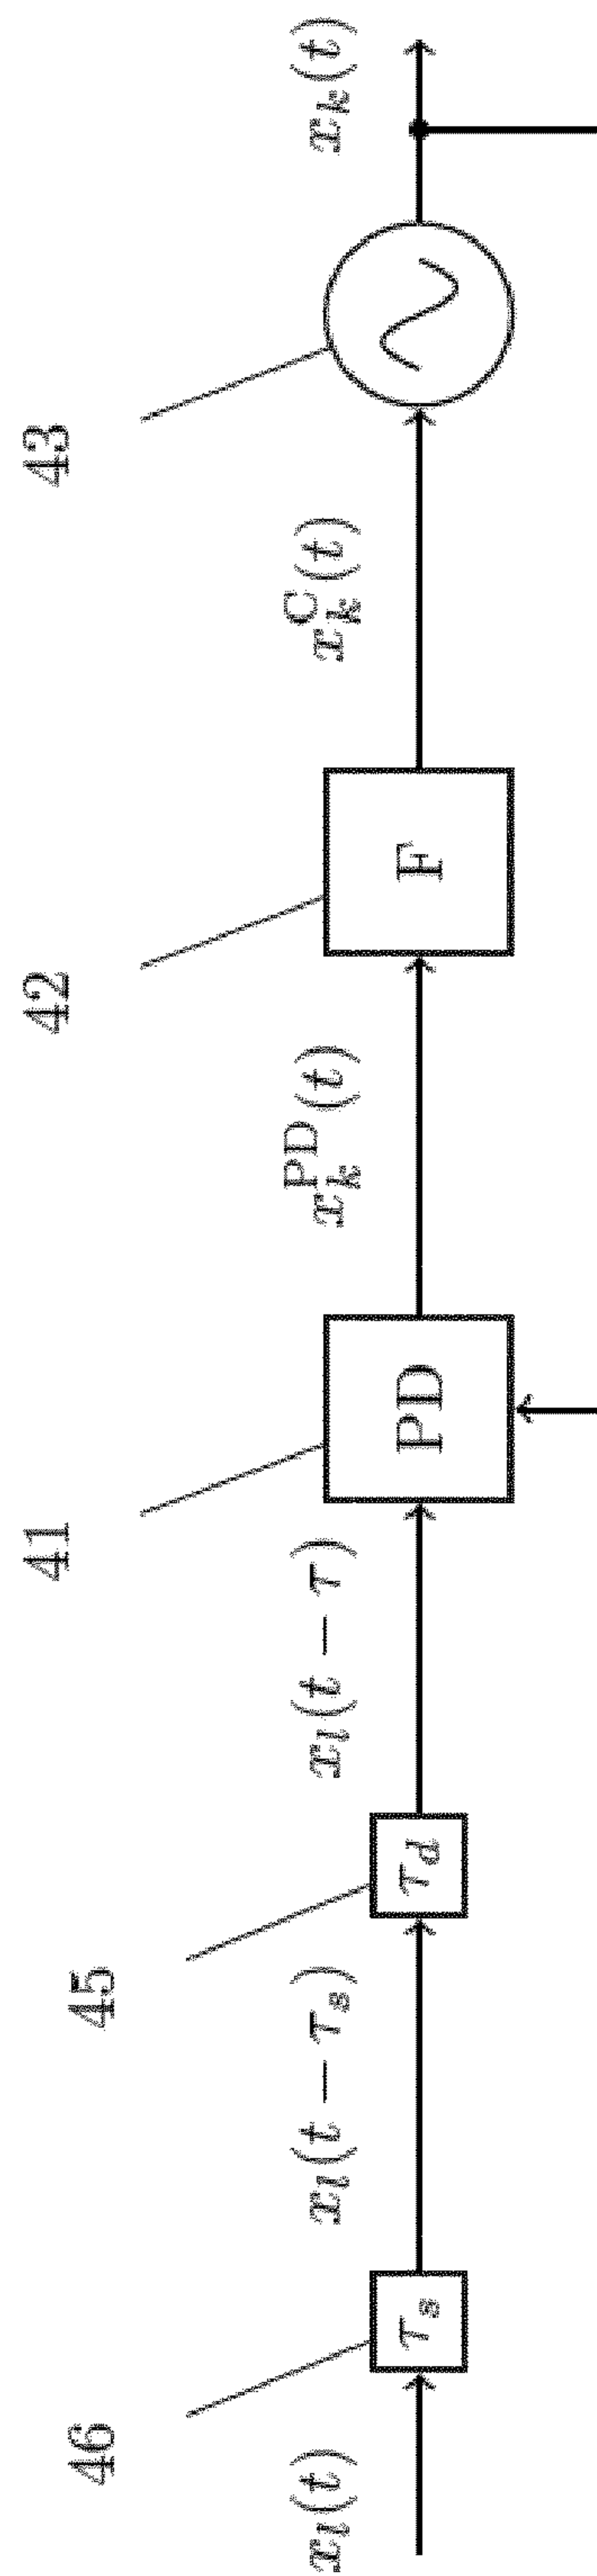 46
45
41
42
43
x_l(t)
x_l(t − τ_s)
x_l(t − τ)
x_k^PD(t)
x_k^C(t)
x_k(t)
τ_s
τ_d
PD
F